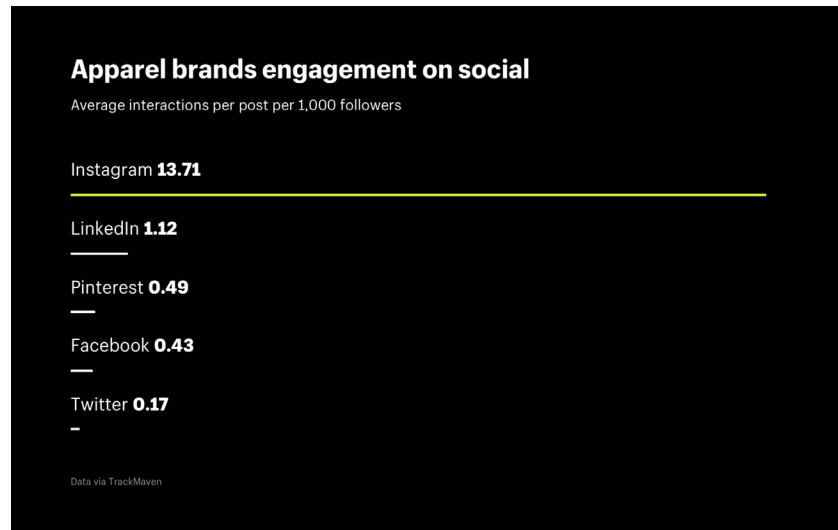 Apparel brands engagement on social
Average interactions per post per 1,000 followers
Instagram 13.71
LinkedIn 1.12
Pinterest 0.49
Facebook 0.43
Twitter 0.17
Data via TrackMaven